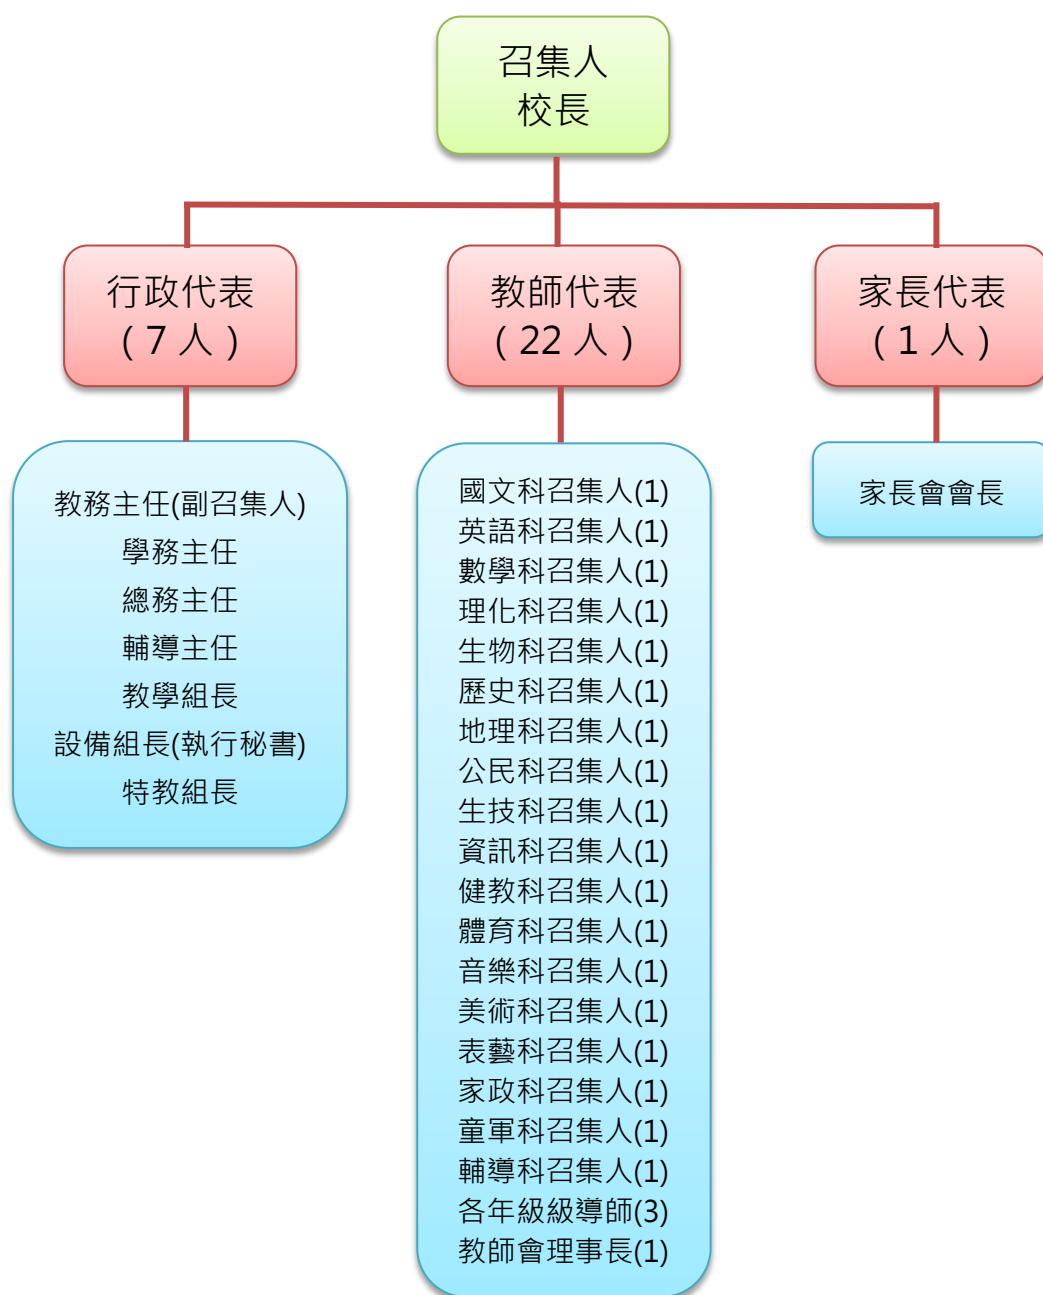 召集人
校長
行政代表
( 7 人 )
教師代表
( 22 人 )
家長代表
( 1 人 )
教務主任(副召集人)
學務主任
總務主任
輔導主任
教學組長
設備組長(執行秘書)
特教組長
國文科召集人(1)
英語科召集人(1)
數學科召集人(1)
理化科召集人(1)
生物科召集人(1)
歷史科召集人(1)
地理科召集人(1)
公民科召集人(1)
生技科召集人(1)
資訊科召集人(1)
健教科召集人(1)
體育科召集人(1)
音樂科召集人(1)
美術科召集人(1)
表藝科召集人(1)
家政科召集人(1)
童軍科召集人(1)
輔導科召集人(1)
各年級級導師(3)
教師會理事長(1)
家長會會長